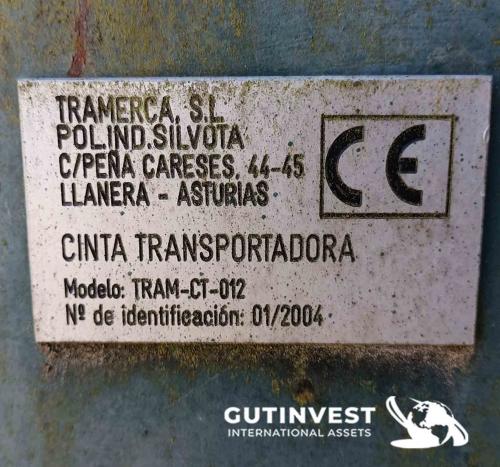 TRAMERCA, S.L.
POL.IND.SILVOTA
C/PEÑA CARESES, 44-45
LLANERA - ASTURIAS
CE
CINTA TRANSPORTADORA
Modelo: TRAM-CT-012
Nº de identificación: 01/2004
GUTINVEST
INTERNATIONAL ASSETS